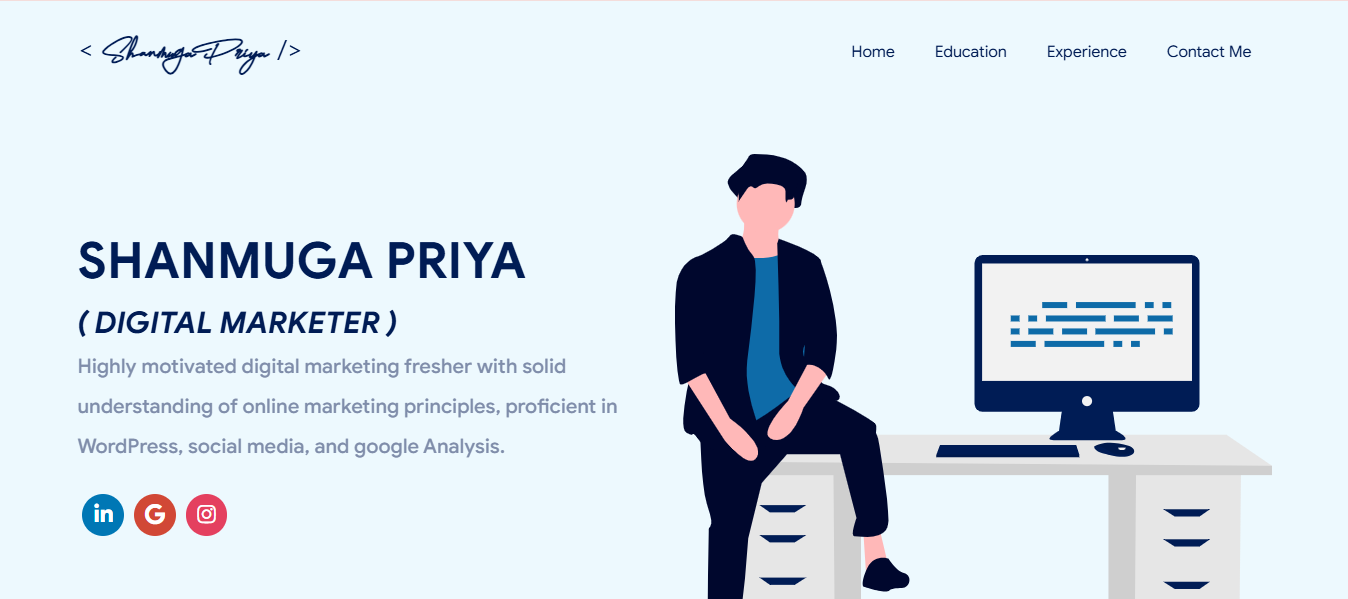 < Shanmuga Priya />
Home Education Experience Contact Me
SHANMUGA PRIYA
( DIGITAL MARKETER )
Highly motivated digital marketing fresher with solid
understanding of online marketing principles, proficient in
WordPress, social media, and google Analysis.
in G